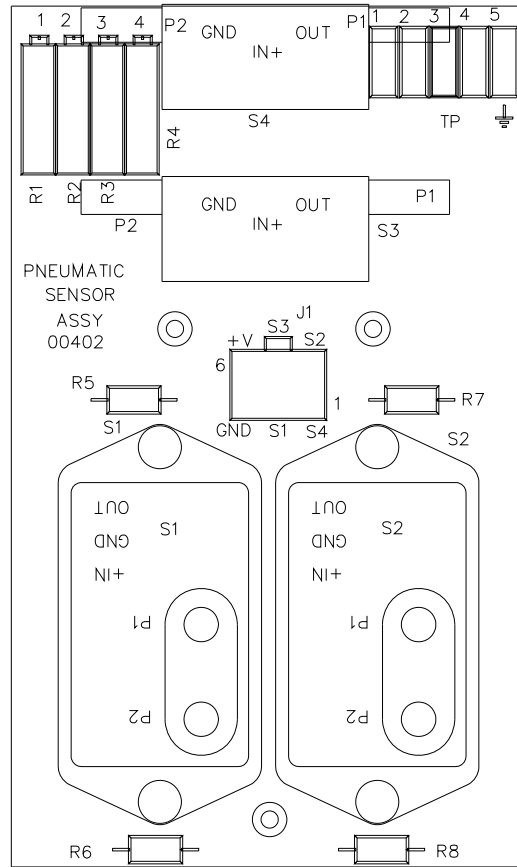 1 2 3 4 P2 GND IN+ OUT P1 1 2 3 4 5
S4 TP
R4
R1 R2 R3
P2 GND IN+ OUT P1
S3
PNEUMATIC
SENSOR
ASSY
00402
J1
+V S3 S2
6
1
GND S1 S4
R5 R7
S1 S2
OUT OUT
GND S1 GND S2
+IN +IN
P1 P1
P2 P2
R6 R8